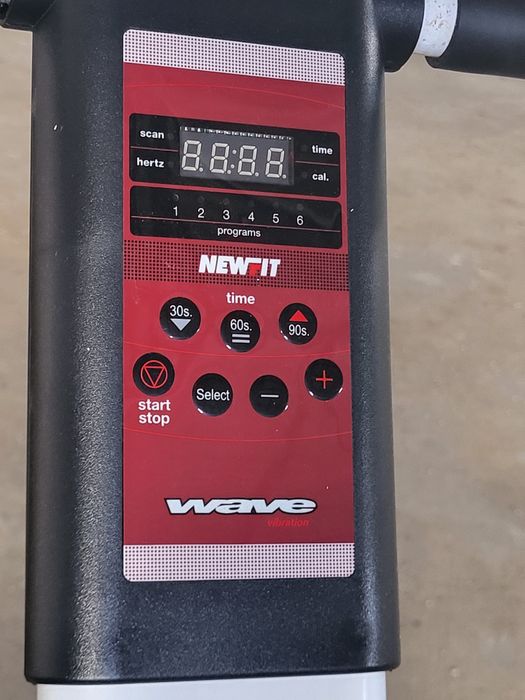 scan
time
8.8:8.8.
hertz
cal.
1 2 3 4 5 6
programs
NEWFIT
time
30s.
60s.
90s.
Select
start
stop
wave
vibration